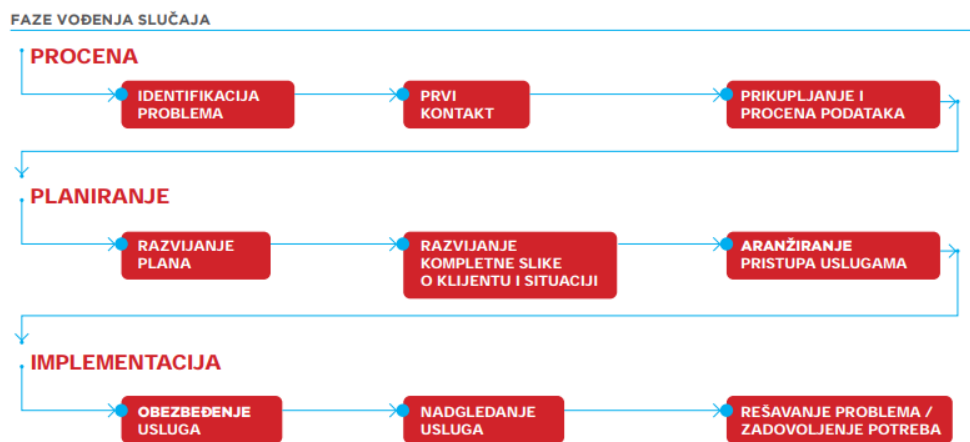 FAZE VOĐENJA SLUČAJA
PROCENA
IDENTIFIKACIJA
PROBLEMA
PRVI
KONTAKT
PRIKUPLJANJE I
PROCENA PODATAKA
PLANIRANJE
RAZVIJANJE
PLANA
RAZVIJANJE
KOMPLETNE SLIKE
O KLIJENTU I SITUACIJI
ARANŽIRANJE
PRISTUPA USLUGAMA
IMPLEMENTACIJA
OBEZBEĐENJE
USLUGA
NADGLEDANJE
USLUGA
REŠAVANJE PROBLEMA /
ZADOVOLJENJE POTREBA